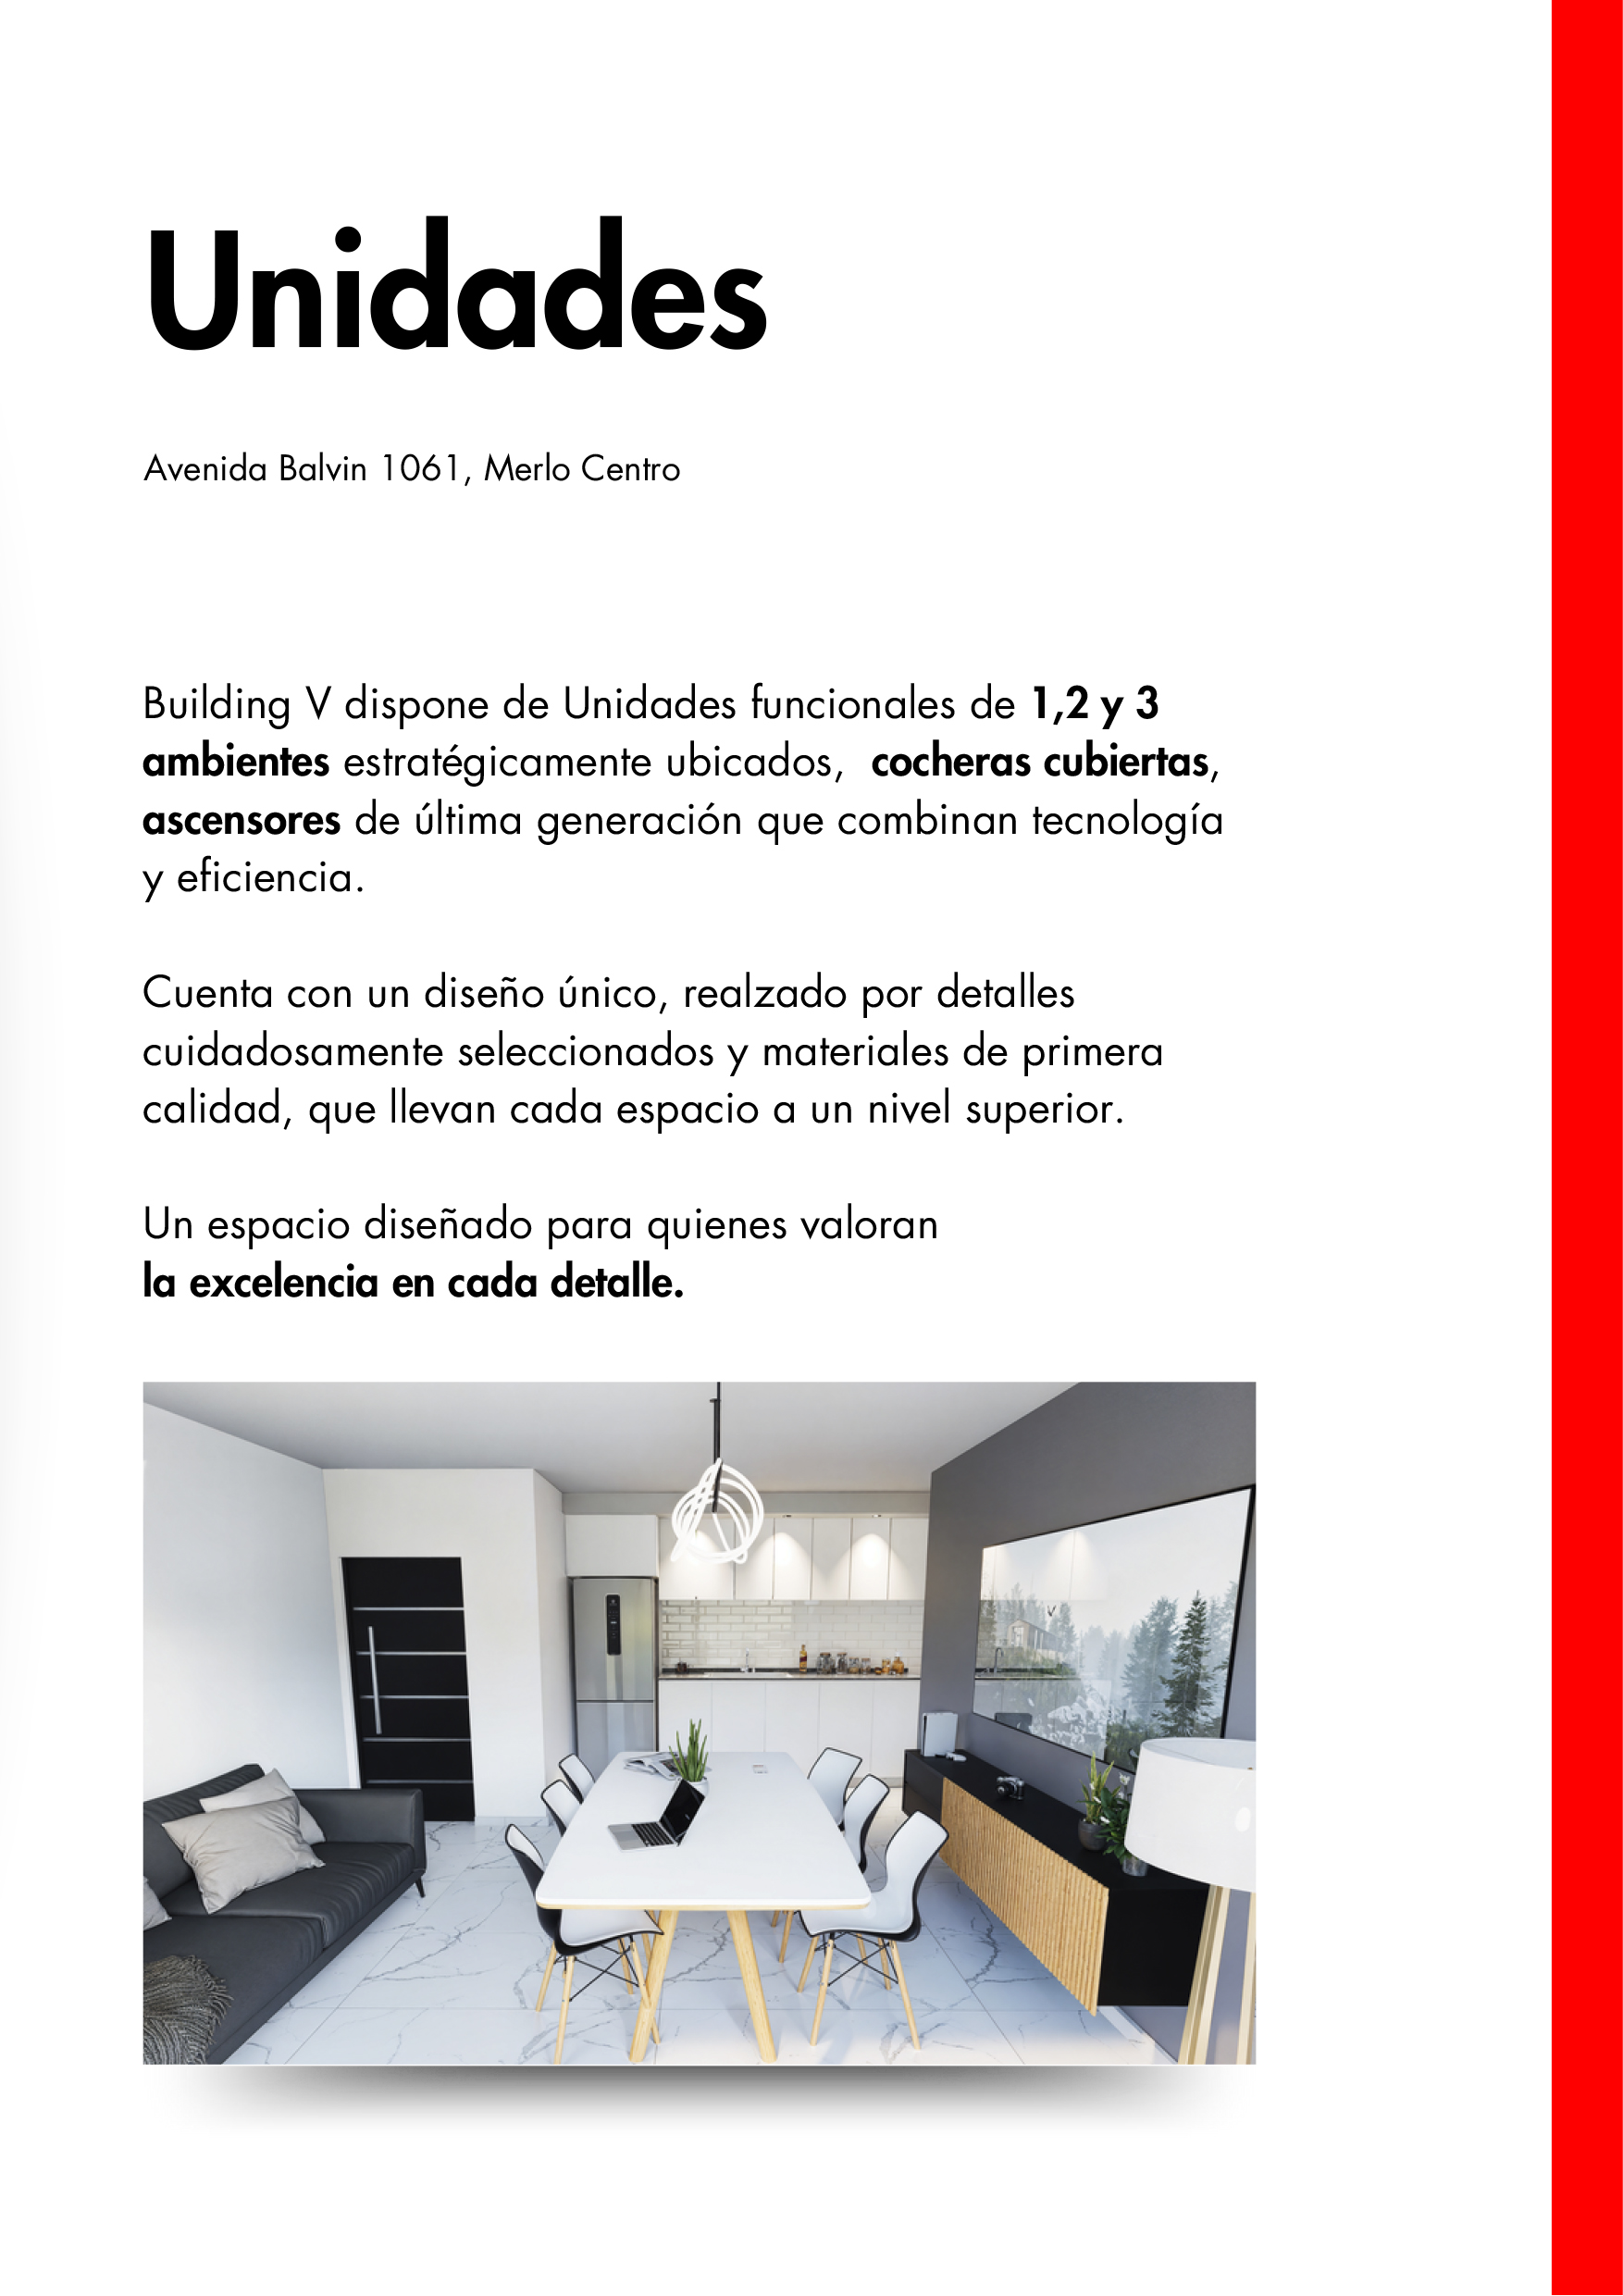 Unidades
Avenida Balvin 1061, Merlo Centro
Building V dispone de Unidades funcionales de 1,2 y 3
ambientes estratégicamente ubicados,  cocheras cubiertas,
ascensores de última generación que combinan tecnología
y eficiencia.
Cuenta con un diseño único, realzado por detalles
cuidadosamente seleccionados y materiales de primera
calidad, que llevan cada espacio a un nivel superior.
Un espacio diseñado para quienes valoran
la excelencia en cada detalle.